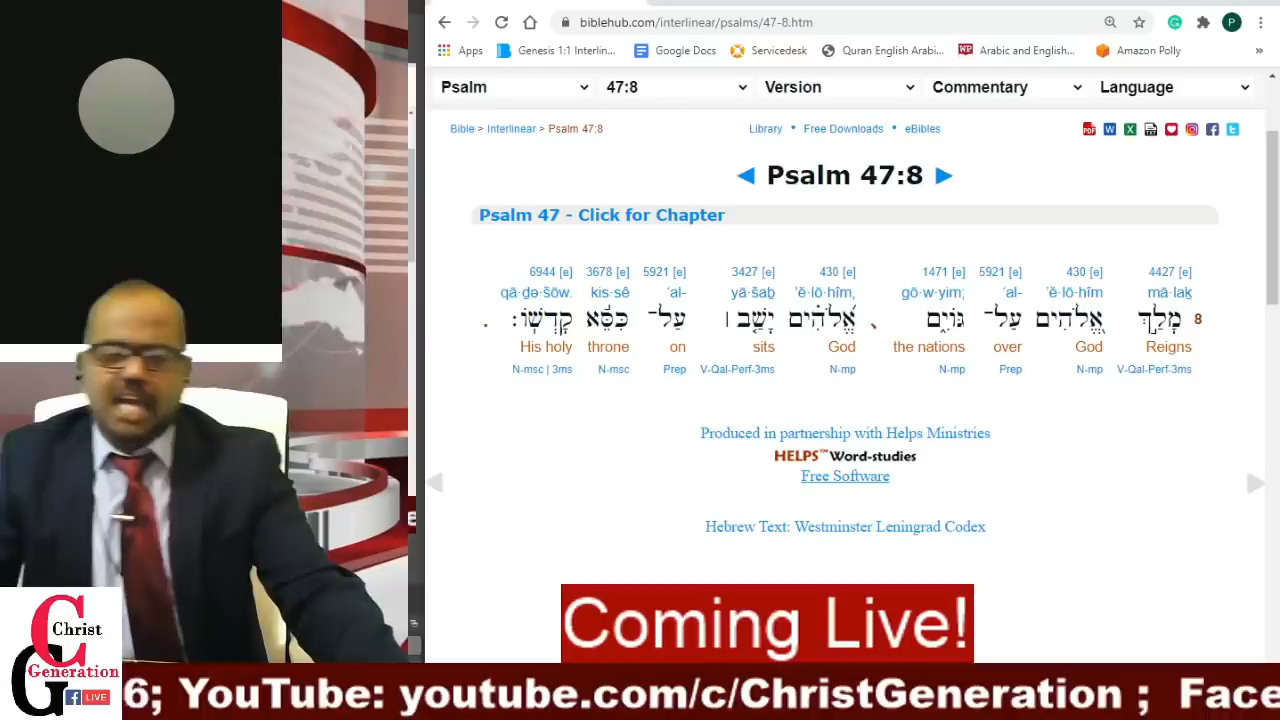 biblehub.com/interlinear/psalms/47-8.htm
P
Apps Genesis 1:1 Interlin... Google Docs Servicedesk Quran English Arabi... Arabic and English... Amazon Polly »
Psalm 47:8 Version Commentary Language
Bible > Interlinear > Psalm 47:8 Library • Free Downloads • eBibles
◄ Psalm 47:8 ►
Psalm 47 - Click for Chapter
6944 [e] 3678 [e] 5921 [e] 3427 [e] 430 [e] 1471 [e] 5921 [e] 430 [e] 4427 [e]
qā·ḏə·šōw. kis·sê ‘al- yā·šaḇ ’ĕ·lō·hîm, gō·w·yim; ‘al- ’ĕ·lō·hîm mā·laḵ
8 מָלַ֣ךְ אֱ֭לֹהִים עַל־ גּוֹיִ֑ם ､ אֱ֝לֹהִ֗ים יָשַׁ֤ב ׀ עַל־ כִּסֵּ֬א קָדְשֽׁוֹ׃ .
His holy throne on sits God the nations over God Reigns
N-msc | 3ms N-msc Prep V-Qal-Perf-3ms N-mp N-mp Prep N-mp V-Qal-Perf-3ms
Produced in partnership with Helps Ministries
HELPS™ Word-studies
Free Software
Hebrew Text: Westminster Leningrad Codex
Coming Live!
C Christ
G Generation
LIVE
6; YouTube: youtube.com/c/ChristGeneration ; Face